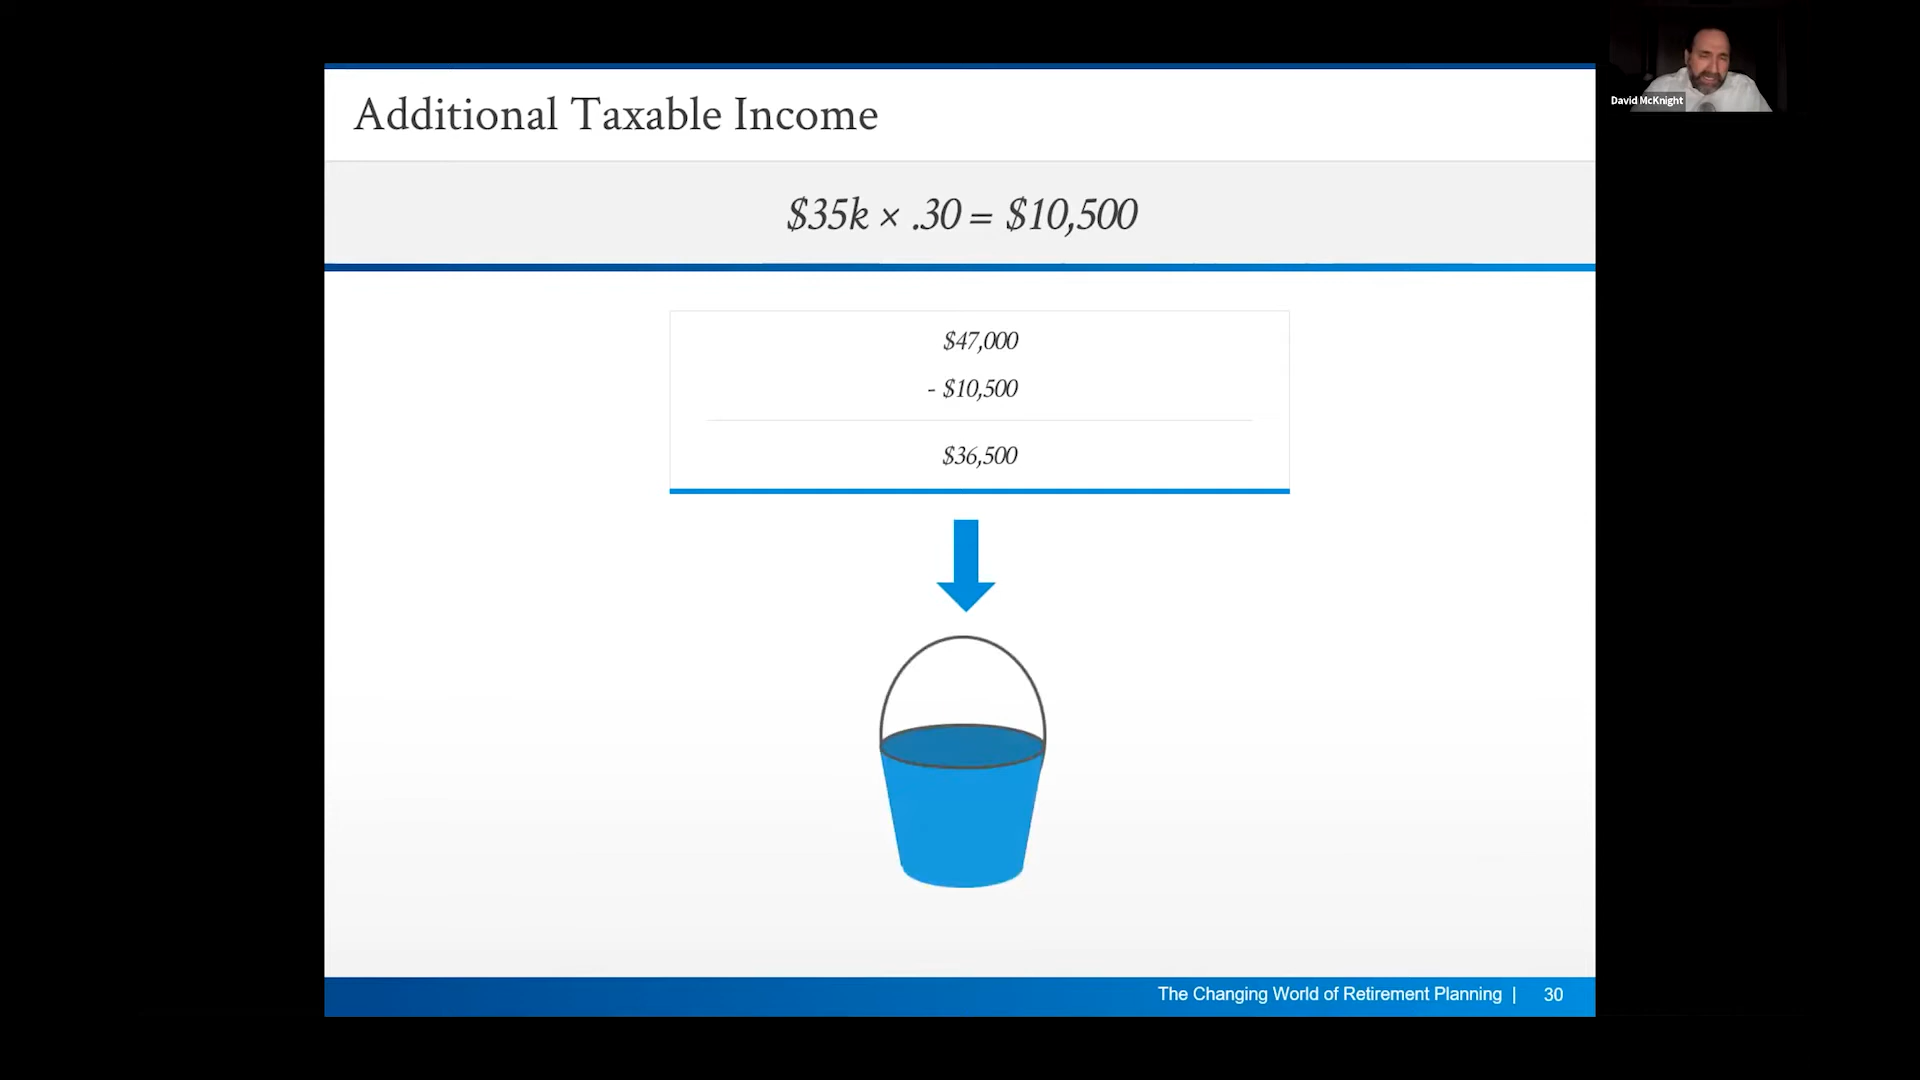 David McKnight
Additional Taxable Income
$35k × .30 = $10,500
$47,000
- $10,500
$36,500
The Changing World of Retirement Planning | 30